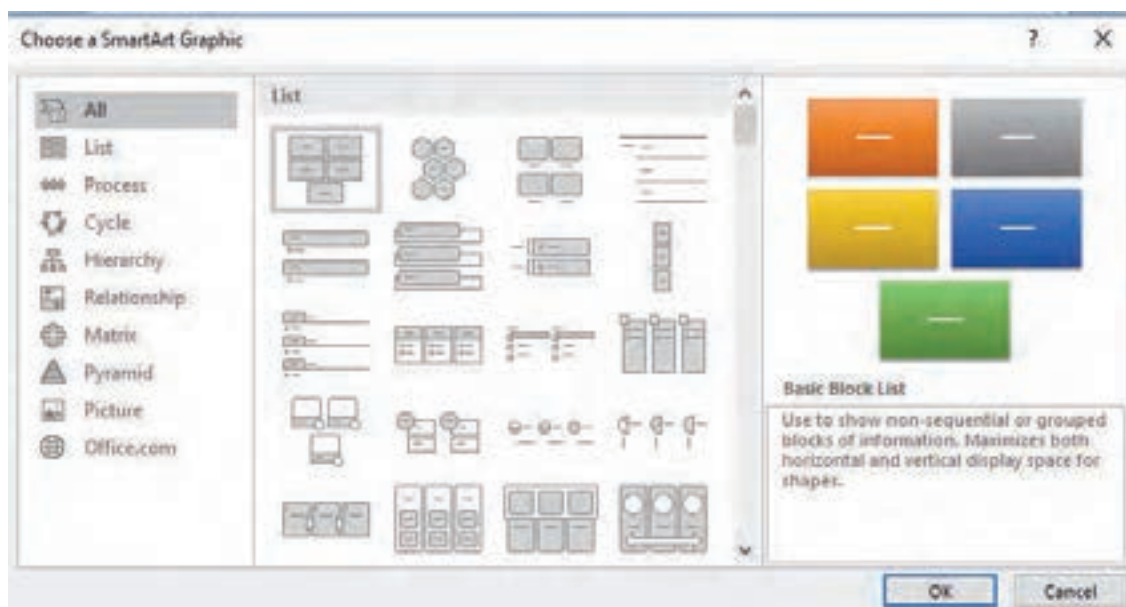 Choose a SmartArt Graphic
? X
All
List
Process
Cycle
Hierarchy
Relationship
Matrix
Pyramid
Picture
Office.com
List
Basic Block List
Use to show non-sequential or grouped
blocks of information. Maximizes both
horizontal and vertical display space for
shapes.
OK
Cancel